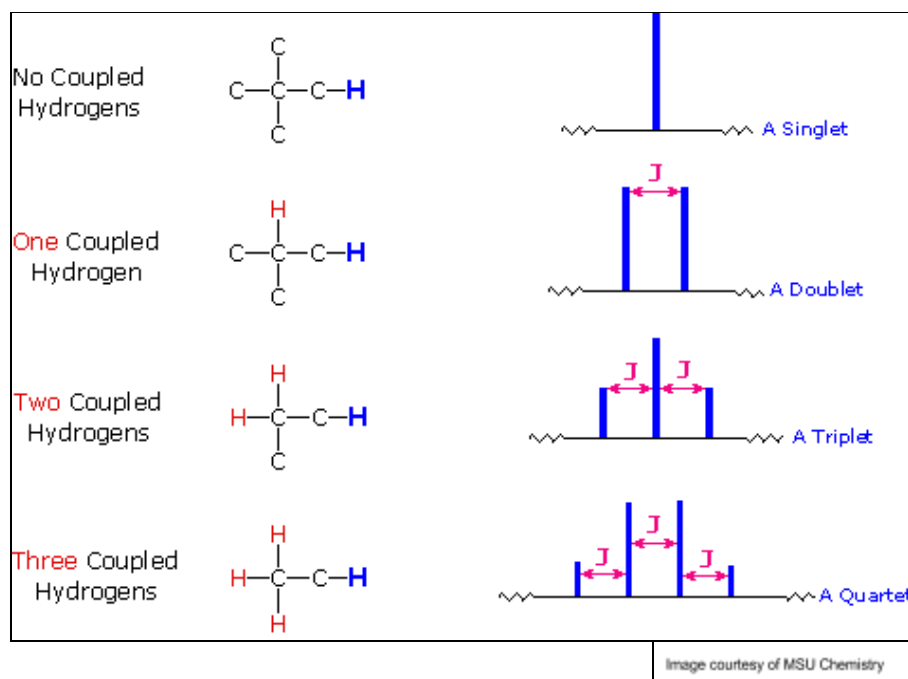 No Coupled
Hydrogens
C
C C C H
C
A Singlet
One Coupled
Hydrogen
H
C C C H
C
J
A Doublet
Two Coupled
Hydrogens
H
H C C H
C
J J
A Triplet
Three Coupled
Hydrogens
H
H C C H
H
J J J
A Quartet
Image courtesy of MSU Chemistry